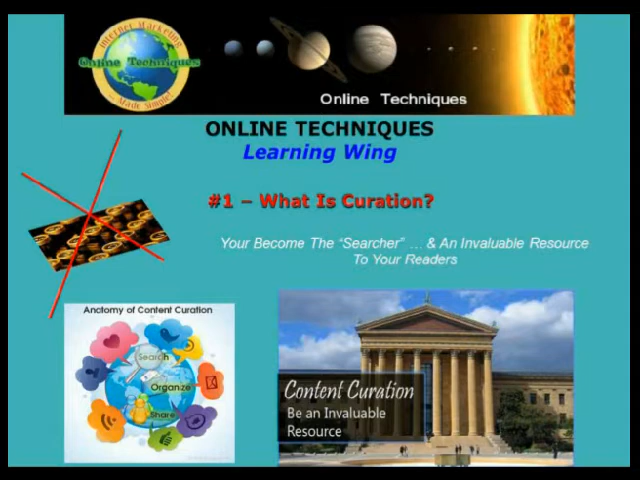 Internet Marketing
Online Techniques
... Made Simple!
Online Techniques
ONLINE TECHNIQUES
Learning Wing
#1 – What Is Curation?
Your Become The “Searcher” ... & An Invaluable Resource
To Your Readers
Anatomy of Content Curation
Search
Organize
Share
Content Curation
Be an Invaluable
Resource